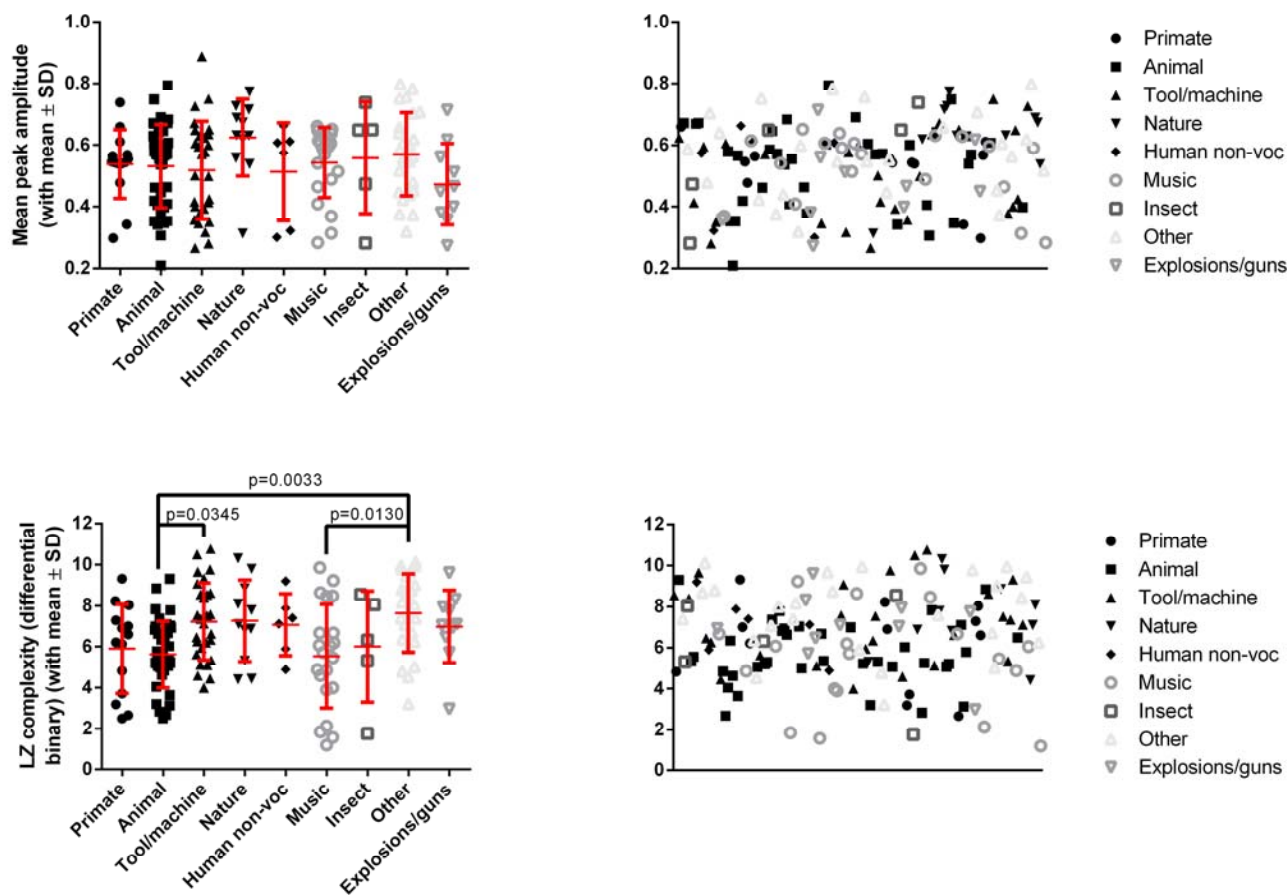 Mean peak amplitude
(with mean ± SD)
1.0
0.8
0.6
0.4
0.2
Primate
Animal
Tool/machine
Nature
Human non-voc
Music
Insect
Other
Explosions/guns
1.0
0.8
0.6
0.4
0.2
Primate
Animal
Tool/machine
Nature
Human non-voc
Music
Insect
Other
Explosions/guns
LZ complexity (differential
binary) (with mean ± SD)
12
10
8
6
4
2
0
p=0.0033
p=0.0345
p=0.0130
Primate
Animal
Tool/machine
Nature
Human non-voc
Music
Insect
Other
Explosions/guns
12
10
8
6
4
2
0
Primate
Animal
Tool/machine
Nature
Human non-voc
Music
Insect
Other
Explosions/guns